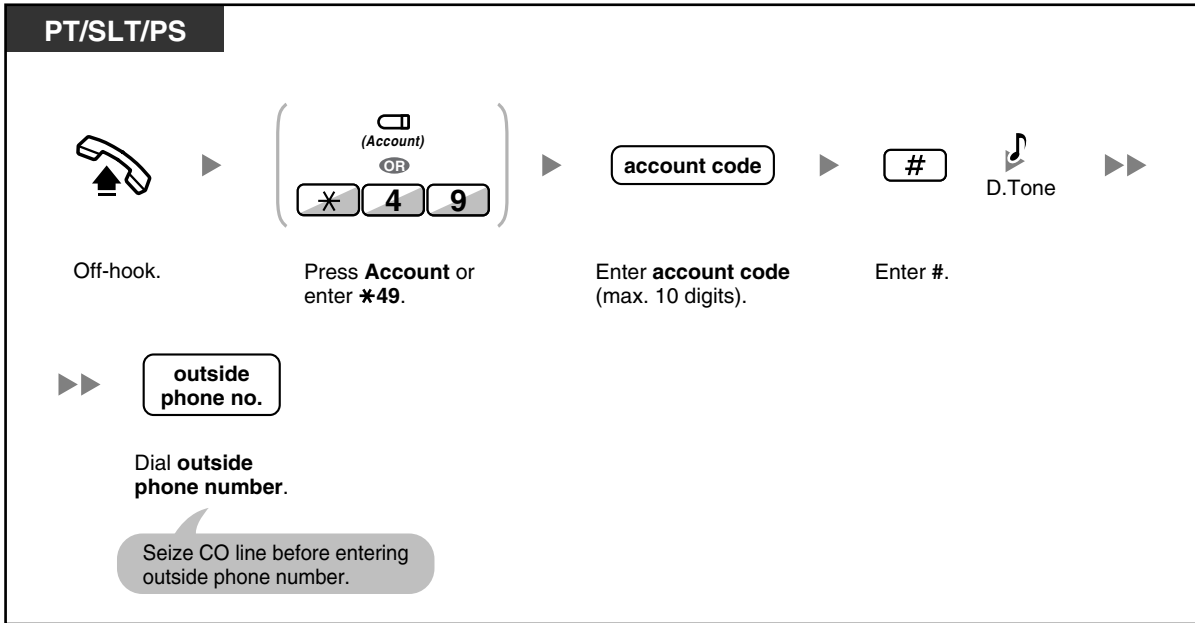 PT/SLT/PS
(Account)
OR
* 4 9
account code
#
D.Tone
Off-hook.
Press Account or
enter *49.
Enter account code
(max. 10 digits).
Enter #.
outside
phone no.
Dial outside
phone number.
Seize CO line before entering
outside phone number.